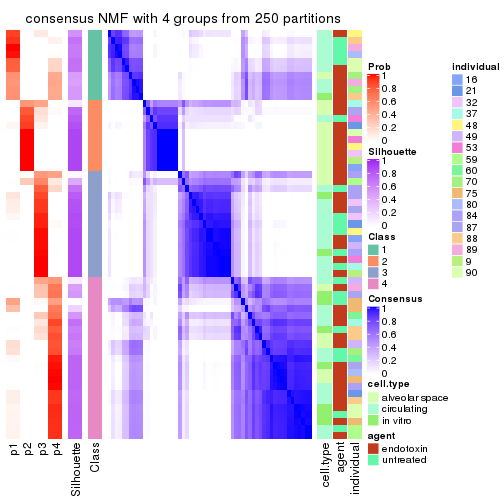 consensus NMF with 4 groups from 250 partitions
p1
p2
p3
p4
Silhouette
Class
cell.type
agent
individual
Prob
1
0.8
0.6
0.4
0.2
0
Silhouette
1
0.8
0.6
0.4
0.2
0
Class
1
2
3
4
Consensus
1
0.8
0.6
0.4
0.2
0
cell.type
alveolar space
circulating
in vitro
agent
endotoxin
untreated
individual
16
21
32
37
48
49
53
59
60
70
75
80
84
85
87
88
89
9
90